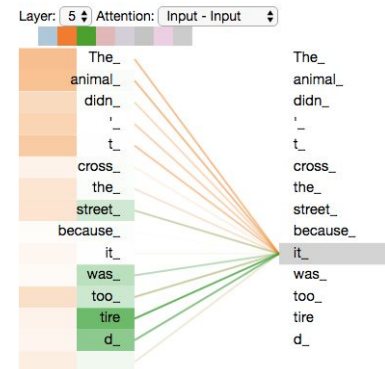 Layer: 5 Attention: Input - Input
The_ The_
animal_ animal_
didn_ didn_
'_ '_
t_ t_
cross_ cross_
the_ the_
street_ street_
because_ because_
it_ it_
was_ was_
too_ too_
tire tire
d_ d_